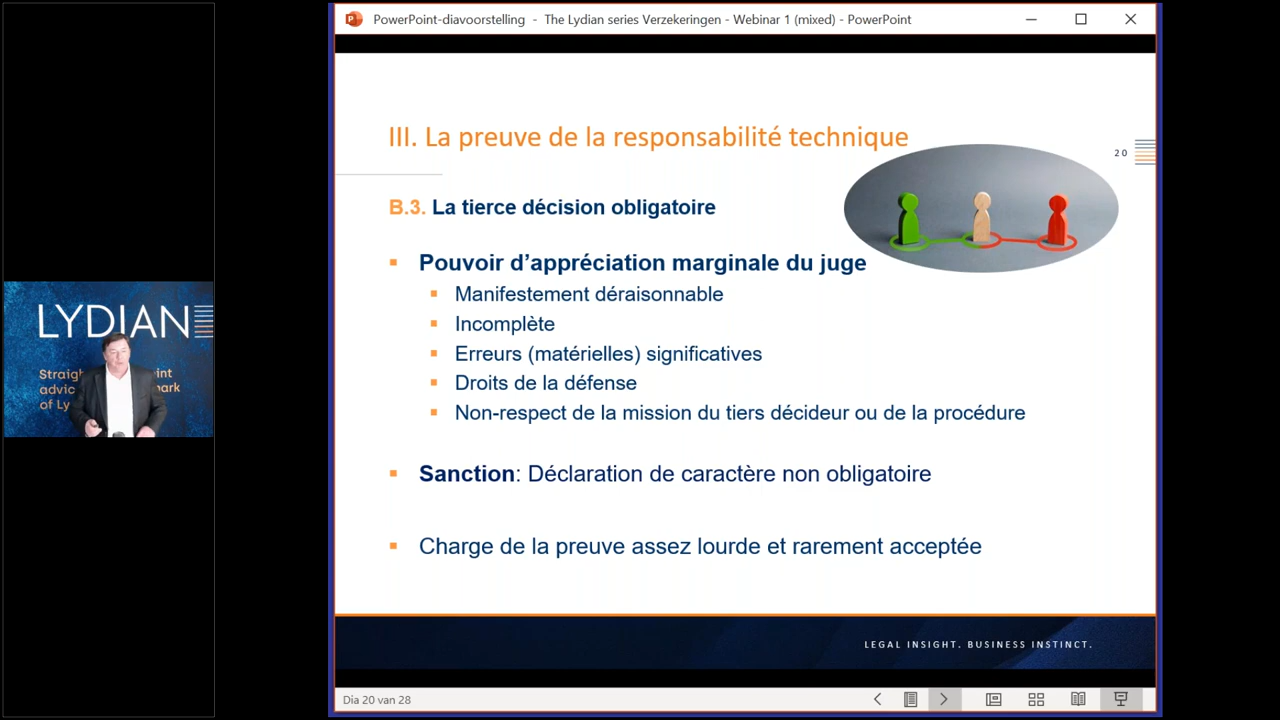 PowerPoint-diavoorstelling - The Lydian series Verzekeringen - Webinar 1 (mixed) - PowerPoint
III. La preuve de la responsabilité technique
20
B.3. La tierce décision obligatoire
Pouvoir d’appréciation marginale du juge
Manifestement déraisonnable
Incomplète
Erreurs (matérielles) significatives
Droits de la défense
Non-respect de la mission du tiers décideur ou de la procédure
Sanction: Déclaration de caractère non obligatoire
Charge de la preuve assez lourde et rarement acceptée
LEGAL INSIGHT. BUSINESS INSTINCT.
Dia 20 van 28
LYDIAN
of